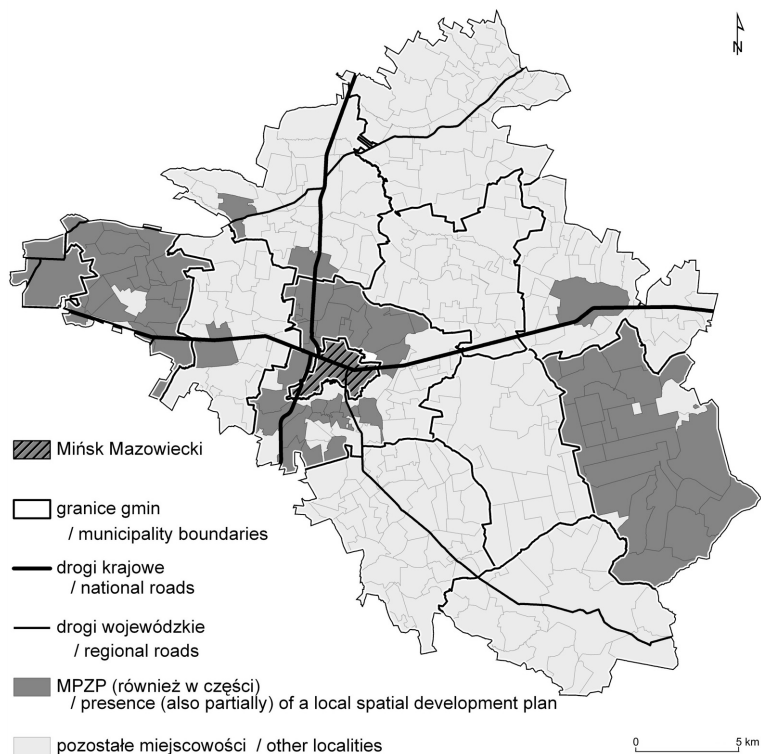 N
Mińsk Mazowiecki
granice gmin
/ municipality boundaries
drogi krajowe
/ national roads
drogi wojewódzkie
/ regional roads
MPZP (również w części)
/ presence (also partially) of a local spatial development plan
pozostałe miejscowości / other localities
0 5 km